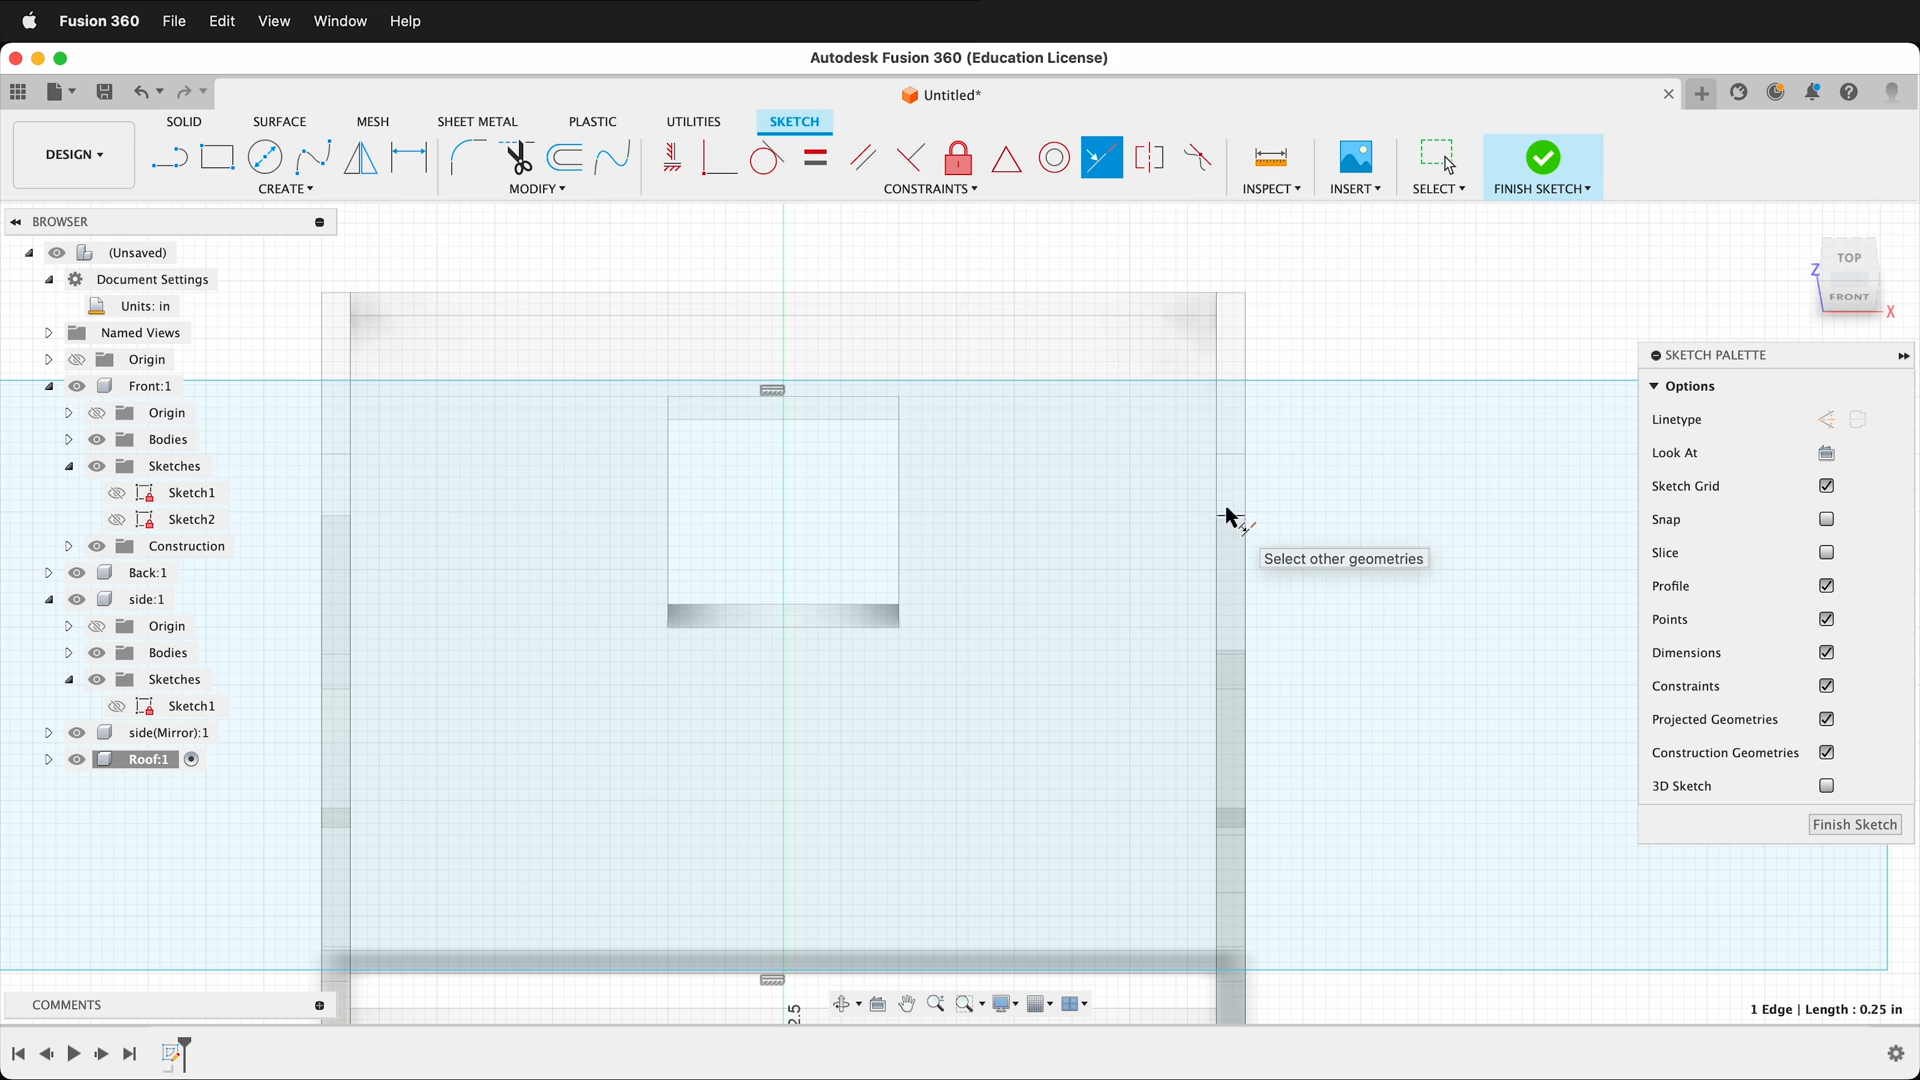 Fusion 360 File Edit View Window Help
Autodesk Fusion 360 (Education License)
Untitled*
SOLID SURFACE MESH SHEET METAL PLASTIC UTILITIES SKETCH
DESIGN
CREATE MODIFY CONSTRAINTS INSPECT INSERT SELECT FINISH SKETCH
BROWSER
(Unsaved)
Document Settings
Units: in
Named Views
Origin
Front:1
Origin
Bodies
Sketches
Sketch1
Sketch2
Construction
Back:1
side:1
Origin
Bodies
Sketches
Sketch1
side(Mirror):1
Roof:1
TOP
FRONT
Z
X
Select other geometries
SKETCH PALETTE
Options
Linetype
Look At
Sketch Grid
Snap
Slice
Profile
Points
Dimensions
Constraints
Projected Geometries
Construction Geometries
3D Sketch
Finish Sketch
2.5
COMMENTS
1 Edge | Length : 0.25 in